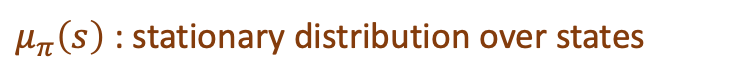 μπ(s) : stationary distribution over states